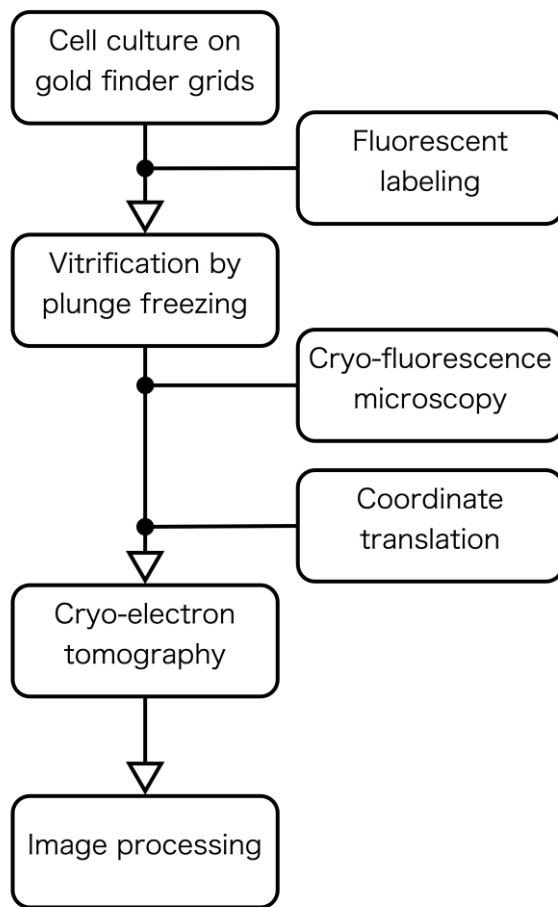 Cell culture on
gold finder grids
Fluorescent
labeling
Vitrification by
plunge freezing
Cryo-fluorescence
microscopy
Coordinate
translation
Cryo-electron
tomography
Image processing